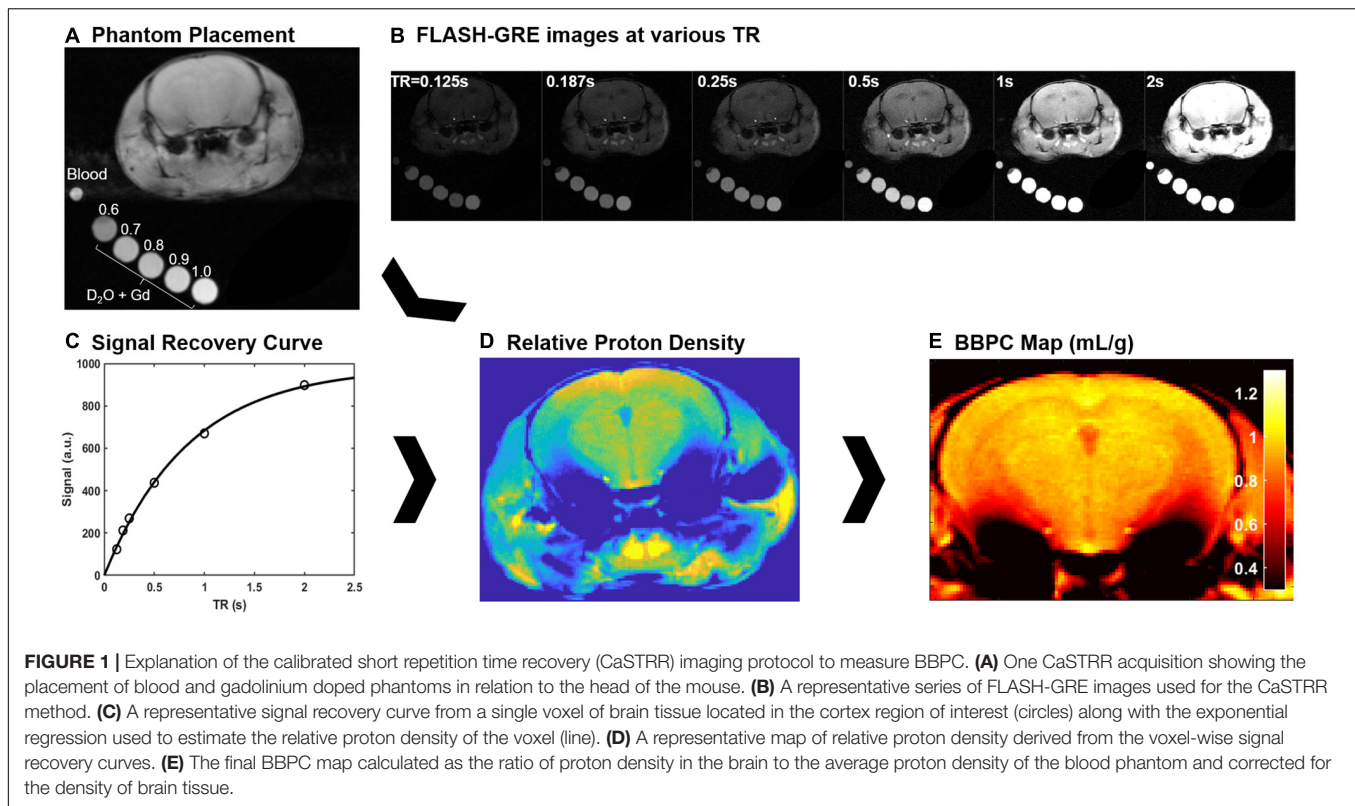 A Phantom Placement
Blood
0.6
0.7
0.8
0.9
1.0
D₂O + Gd
B FLASH-GRE images at various TR
TR=0.125s
0.187s
0.25s
0.5s
1s
2s
C Signal Recovery Curve
Signal (a.u.)
1000
800
600
400
200
0
0 0.5 1 1.5 2 2.5
TR (s)
D Relative Proton Density
E BBPC Map (mL/g)
1.2
1
0.8
0.6
0.4
FIGURE 1 | Explanation of the calibrated short repetition time recovery (CaSTRR) imaging protocol to measure BBPC. (A) One CaSTRR acquisition showing the
placement of blood and gadolinium doped phantoms in relation to the head of the mouse. (B) A representative series of FLASH-GRE images used for the CaSTRR
method. (C) A representative signal recovery curve from a single voxel of brain tissue located in the cortex region of interest (circles) along with the exponential
regression used to estimate the relative proton density of the voxel (line). (D) A representative map of relative proton density derived from the voxel-wise signal
recovery curves. (E) The final BBPC map calculated as the ratio of proton density in the brain to the average proton density of the blood phantom and corrected for
the density of brain tissue.